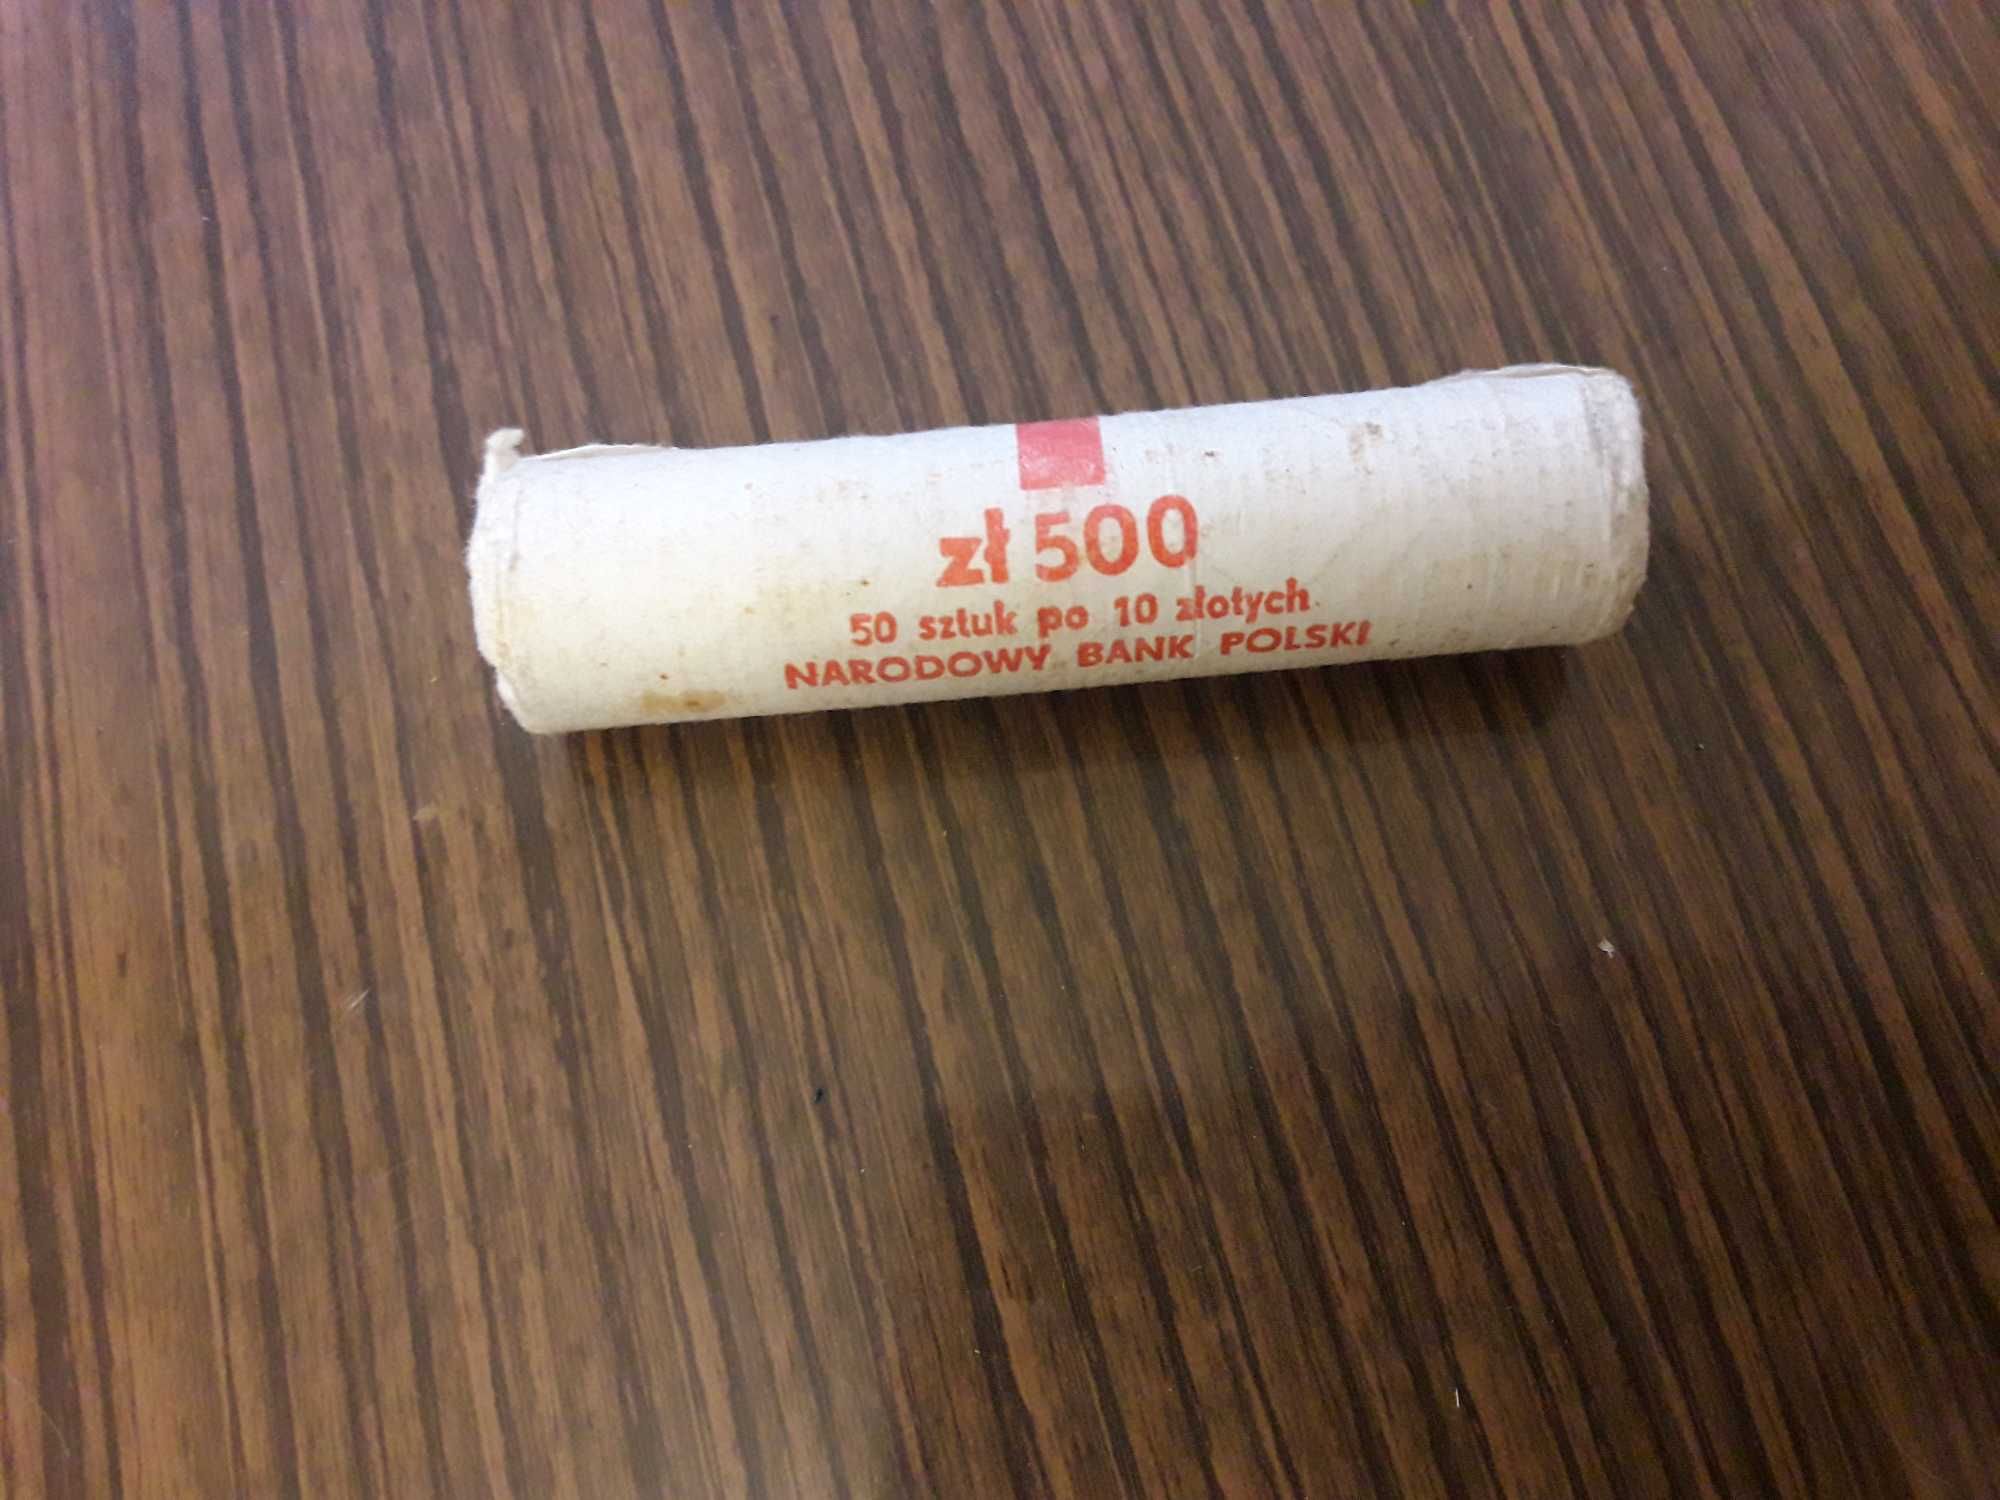 zł 500
50 sztuk po 10 złotych
NARODOWY BANK POLSKI